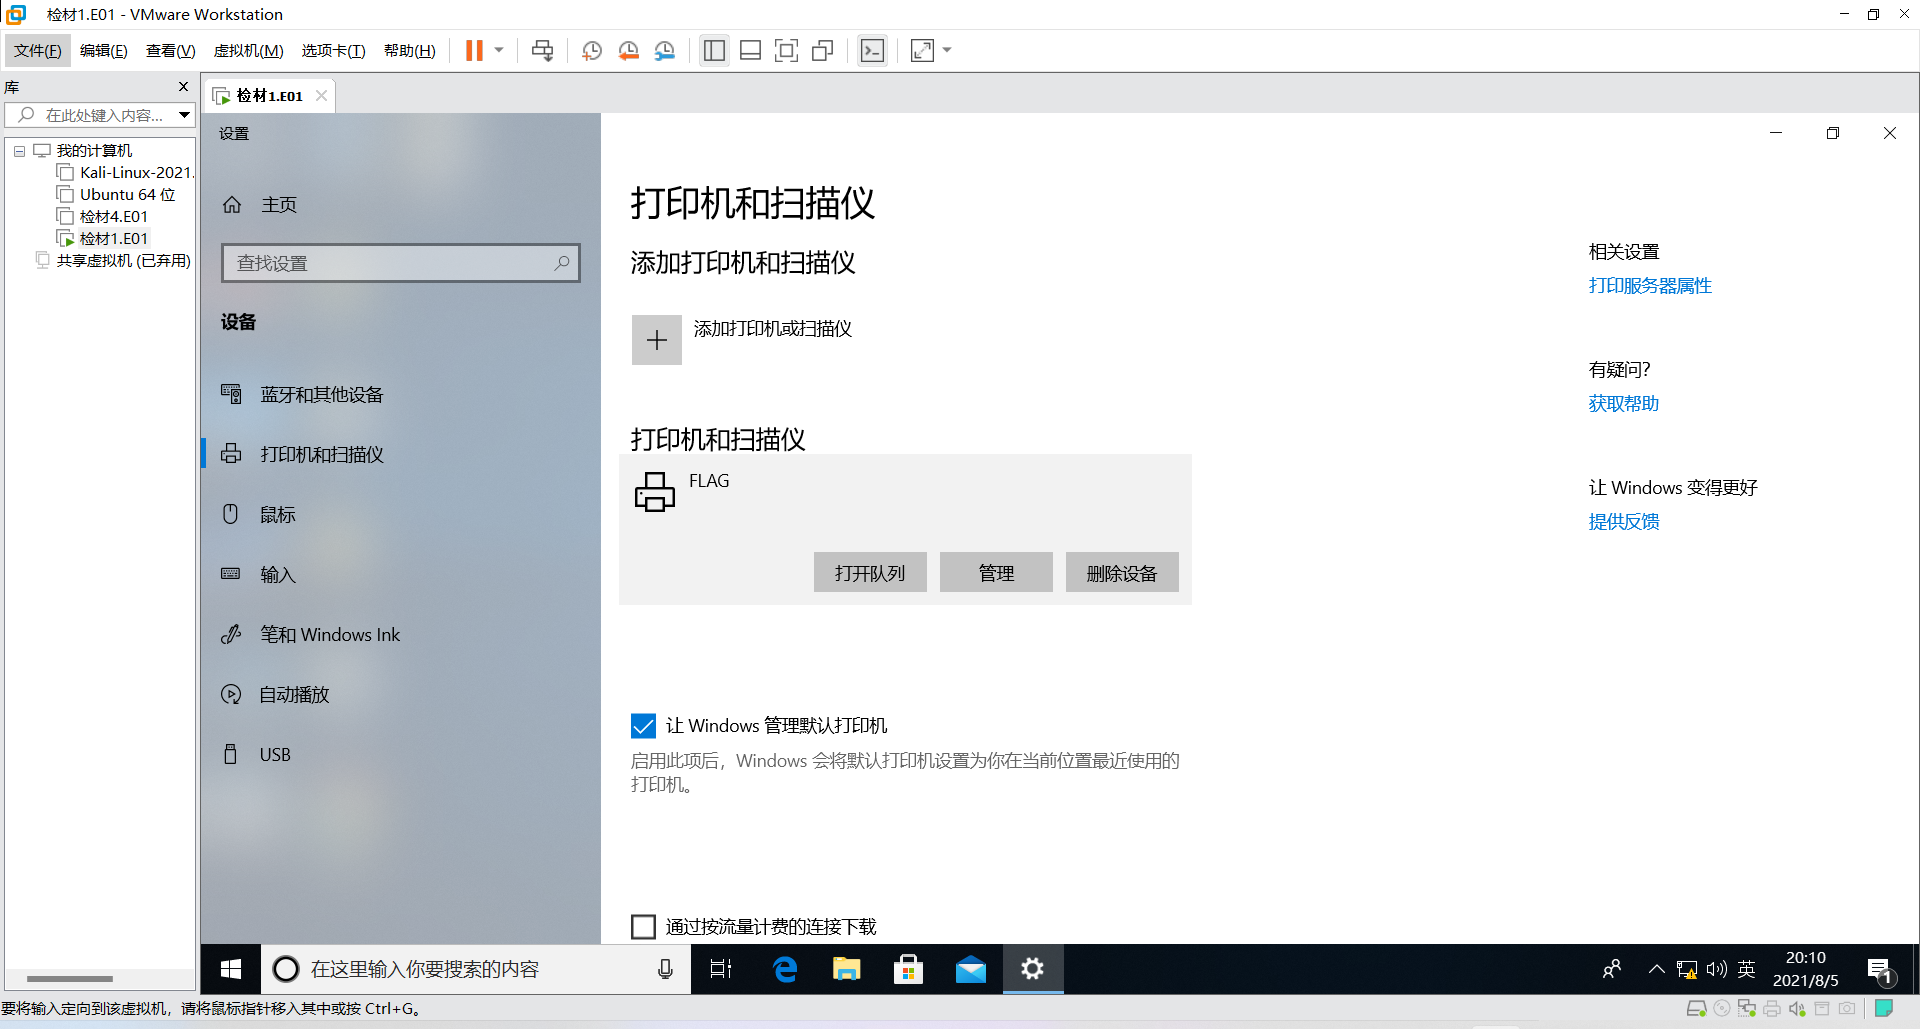 检材1.E01 - VMware Workstation
文件(F) 编辑(E) 查看(V) 虚拟机(M) 选项卡(T) 帮助(H)
库
在此处键入内容...
我的计算机
Kali-Linux-2021.
Ubuntu 64 位
检材4.E01
检材1.E01
共享虚拟机 (已弃用)
检材1.E01
设置
主页
查找设置
设备
蓝牙和其他设备
打印机和扫描仪
鼠标
输入
笔和 Windows Ink
自动播放
USB
打印机和扫描仪
添加打印机和扫描仪
添加打印机或扫描仪
打印机和扫描仪
FLAG
打开队列 管理 删除设备
让 Windows 管理默认打印机
启用此项后，Windows 会将默认打印机设置为你在当前位置最近使用的
打印机。
通过按流量计费的连接下载
相关设置
打印服务器属性
有疑问?
获取帮助
让 Windows 变得更好
提供反馈
在这里输入你要搜索的内容
英
20:10
2021/8/5
1
要将输入定向到该虚拟机，请将鼠标指针移入其中或按 Ctrl+G。